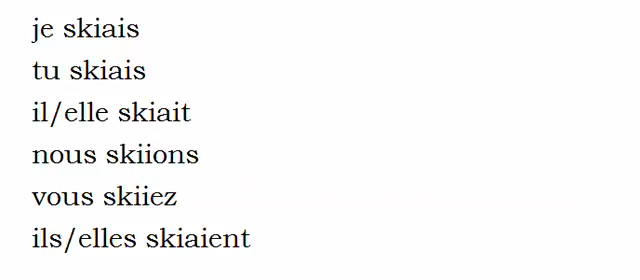 je skiais
tu skiais
il/elle skiait
nous skiions
vous skiiez
ils/elles skiaient